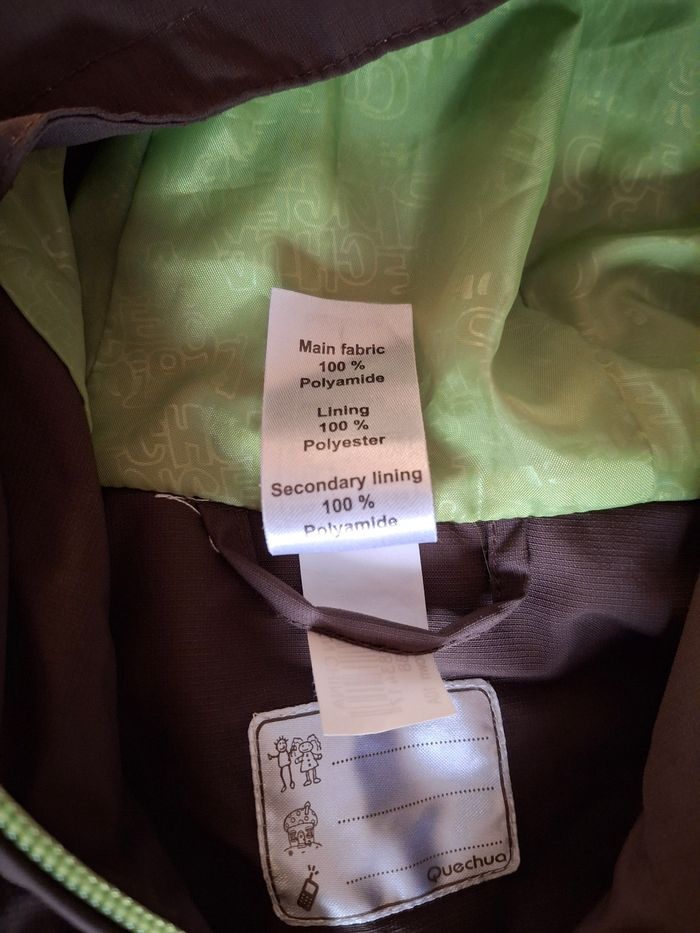 Main fabric
100 %
Polyamide
Lining
100 %
Polyester
Secondary lining
100 %
Polyamide
Quechua